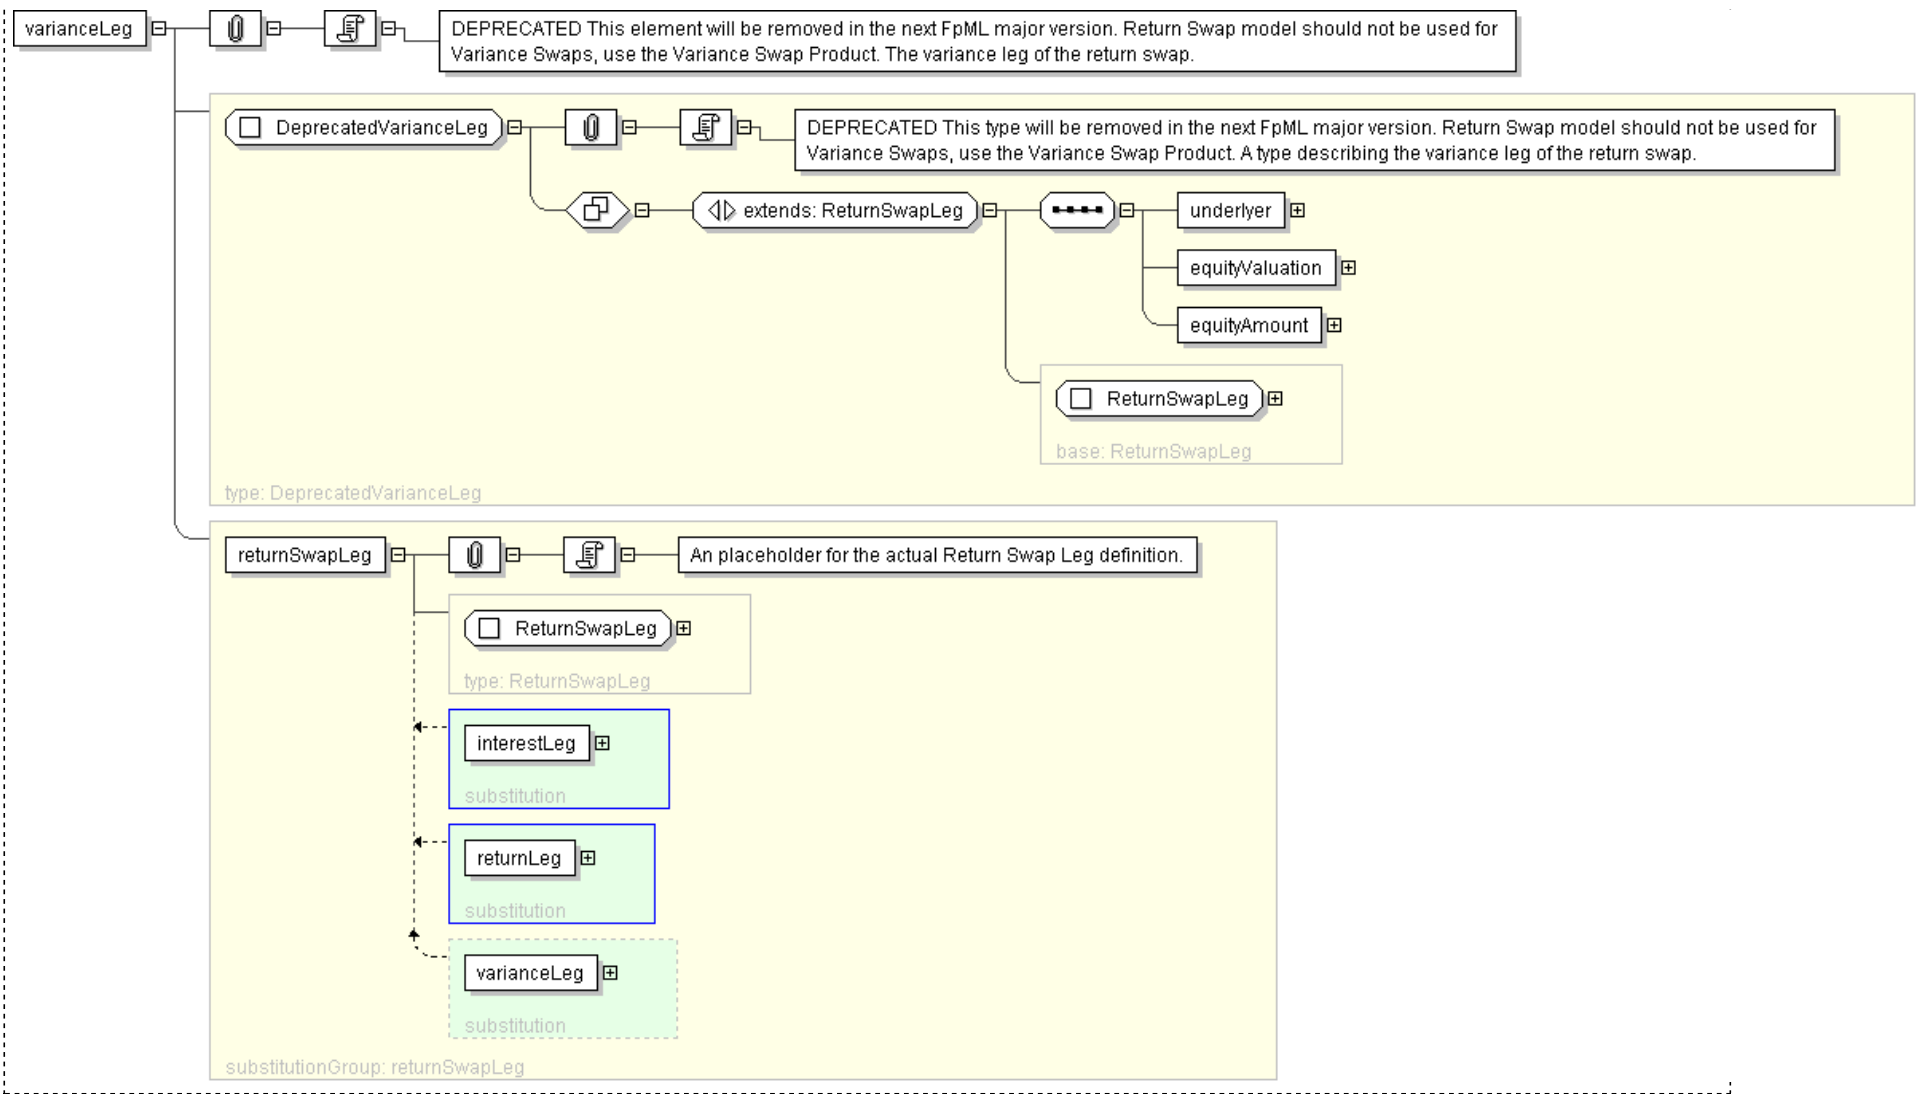 varianceLeg
DEPRECATED This element will be removed in the next FpML major version. Return Swap model should not be used for
Variance Swaps, use the Variance Swap Product. The variance leg of the return swap.
DeprecatedVarianceLeg
DEPRECATED This type will be removed in the next FpML major version. Return Swap model should not be used for
Variance Swaps, use the Variance Swap Product. A type describing the variance leg of the return swap.
extends: ReturnSwapLeg
underlyer
equityValuation
equityAmount
ReturnSwapLeg
base: ReturnSwapLeg
type: DeprecatedVarianceLeg
returnSwapLeg
An placeholder for the actual Return Swap Leg definition.
ReturnSwapLeg
type: ReturnSwapLeg
interestLeg
substitution
returnLeg
substitution
varianceLeg
substitution
substitutionGroup: returnSwapLeg